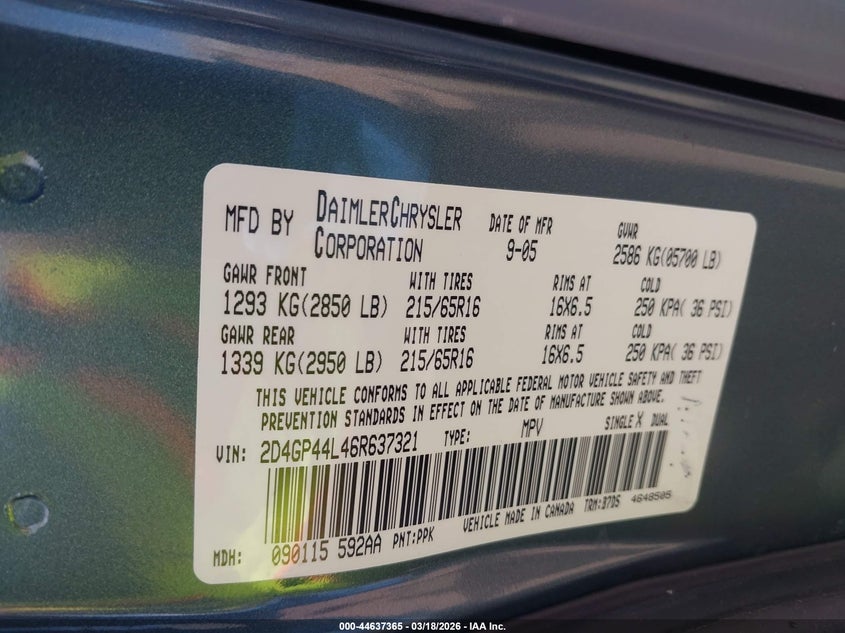 MFD BY DAIMLERCHRYSLER CORPORATION DATE OF MFR 9-05 GVWR 2586 KG(05700 LB)
GAWR FRONT WITH TIRES RIMS AT COLD
1293 KG(2850 LB) 215/65R16 16X6.5 250 KPA( 36 PSI)
GAWR REAR WITH TIRES RIMS AT COLD
1339 KG(2950 LB) 215/65R16 16X6.5 250 KPA( 36 PSI)
THIS VEHICLE CONFORMS TO ALL APPLICABLE FEDERAL MOTOR VEHICLE SAFETY AND THEFT
PREVENTION STANDARDS IN EFFECT ON THE DATE OF MANUFACTURE SHOWN ABOVE.
VIN: 2D4GP44L46R637321 TYPE: MPV SINGLE X DUAL
MDH: 090115 592AA PNT:PPK VEHICLE MADE IN CANADA TRM:B7D5 4648505
000-44637365 — 03/18/2026 — IAA Inc.